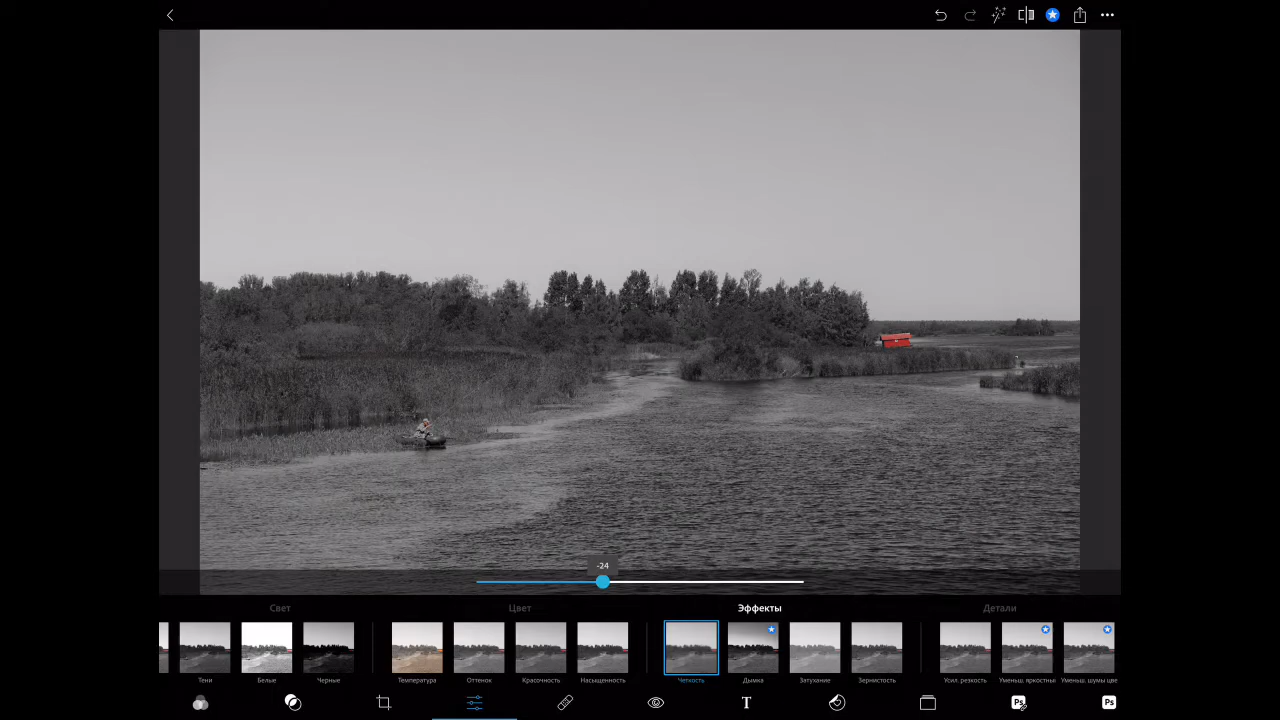 -24
Свет
Цвет
Эффекты
Детали
Тени
Белые
Черные
Температура
Оттенок
Красочность
Насыщенность
Четкость
Дымка
Затухание
Зернистость
Усил. резкость
Уменьш. яркостны
Уменьш. шумы цве
T
Ps
Ps